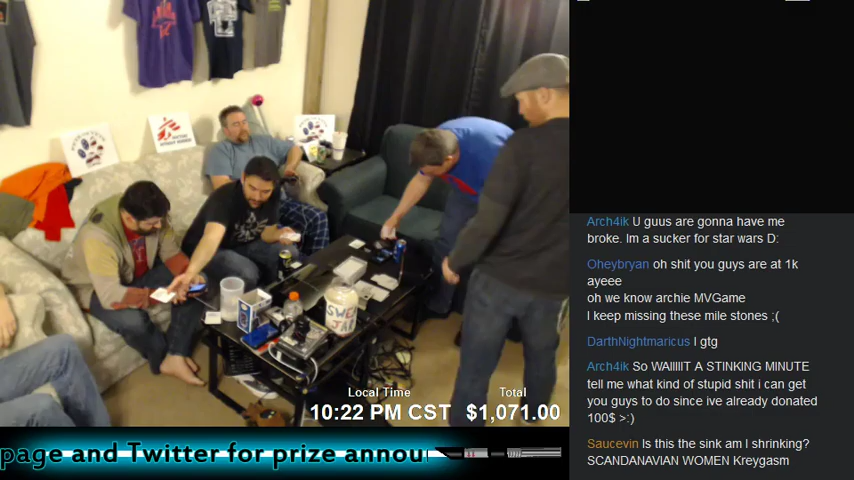 SWEAR
JAR
Local Time
Total
10:22 PM CST
$1,071.00
page and Twitter for prize annou
Arch4ik U guus are gonna have me
broke. Im a sucker for star wars D:
Oheybryan oh shit you guys are at 1k
ayeee
oh we know archie MVGame
I keep missing these mile stones ;(
DarthNightmaricus I gtg
Arch4ik So WAIIIIIT A STINKING MINUTE
tell me what kind of stupid shit i can get
you guys to do since ive already donated
100$ >:)
Saucevin Is this the sink am I shrinking?
SCANDANAVIAN WOMEN Kreygasm